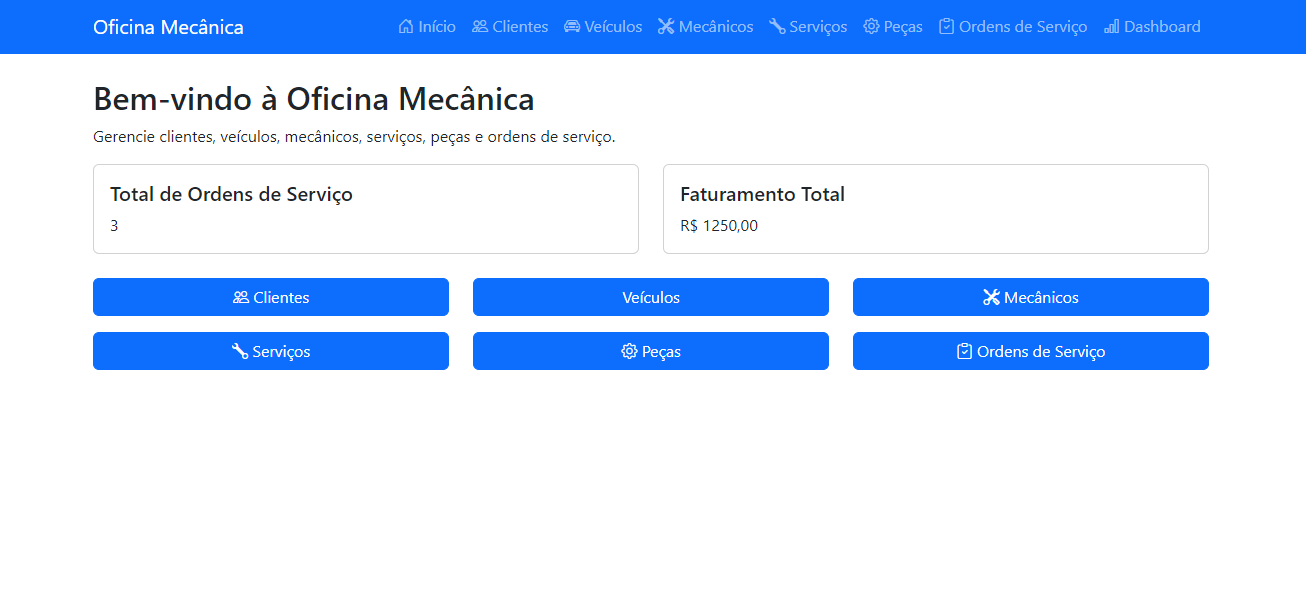 Oficina Mecânica Início Clientes Veículos Mecânicos Serviços Peças Ordens de Serviço Dashboard
Bem-vindo à Oficina Mecânica
Gerencie clientes, veículos, mecânicos, serviços, peças e ordens de serviço.
Total de Ordens de Serviço
3
Faturamento Total
R$ 1250,00
Clientes Veículos Mecânicos
Serviços Peças Ordens de Serviço